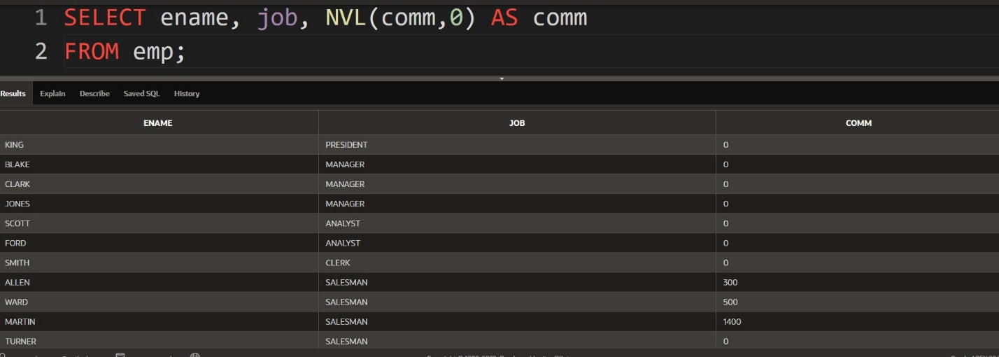 1 SELECT ename, job, NVL(comm,0) AS comm
2 FROM emp;
Results Explain Describe Saved SQL History
ENAME JOB COMM
KING PRESIDENT 0
BLAKE MANAGER 0
CLARK MANAGER 0
JONES MANAGER 0
SCOTT ANALYST 0
FORD ANALYST 0
SMITH CLERK 0
ALLEN SALESMAN 300
WARD SALESMAN 500
MARTIN SALESMAN 1400
TURNER SALESMAN 0